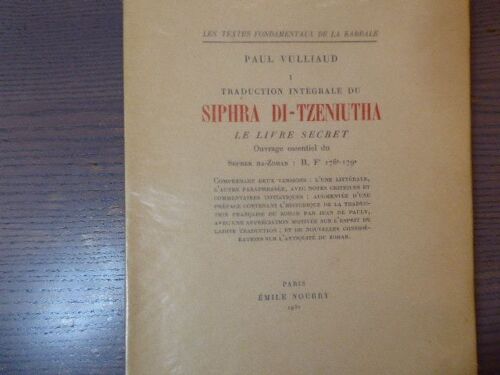 LES TEXTES FONDAMENTAUX DE LA KABBALE
PAUL VULLIAUD
I
TRADUCTION INTÉGRALE DU
SIPHRA DI-TZENIUTHA
LE LIVRE SECRET
Ouvrage essentiel du
SEPHER HA-ZOHAR : II, Fº 176ᵇ-179ᵃ
COMPRENANT DEUX VERSIONS : L'UNE LITTÉRALE,
L'AUTRE PARAPHRASÉE, AVEC NOTES CRITIQUES ET
COMMENTAIRES INITIATIQUES ; AUGMENTÉE D'UNE
PRÉFACE CONTENANT L'HISTORIQUE DE LA TRADUC-
TION FRANÇAISE DU ZOHAR PAR JEAN DE PAULY,
AVEC UNE APPRÉCIATION MOTIVÉE SUR L'ESPRIT DE
LADITE TRADUCTION ; ET DE NOUVELLES CONSIDÉ-
RATIONS SUR L'ANTIQUITÉ DU ZOHAR.
PARIS
ÉMILE NOURRY